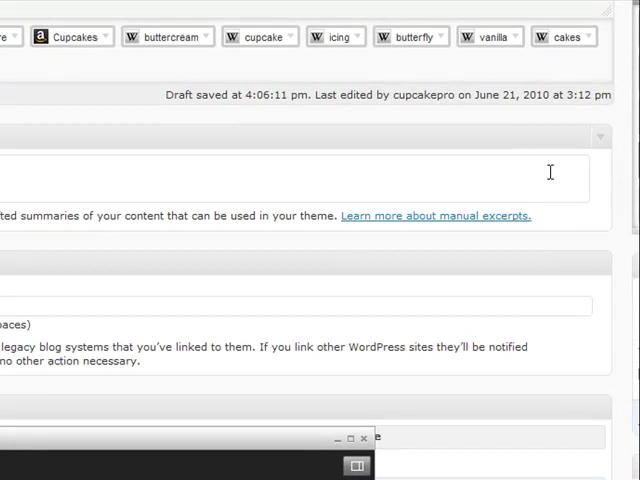 re a Cupcakes W buttercream W cupcake W icing W butterfly W vanilla W cakes
Draft saved at 4:06:11 pm. Last edited by cupcakepro on June 21, 2010 at 3:12 pm
fted summaries of your content that can be used in your theme. Learn more about manual excerpts.
paces)
legacy blog systems that you've linked to them. If you link other WordPress sites they'll be notified
no other action necessary.
e